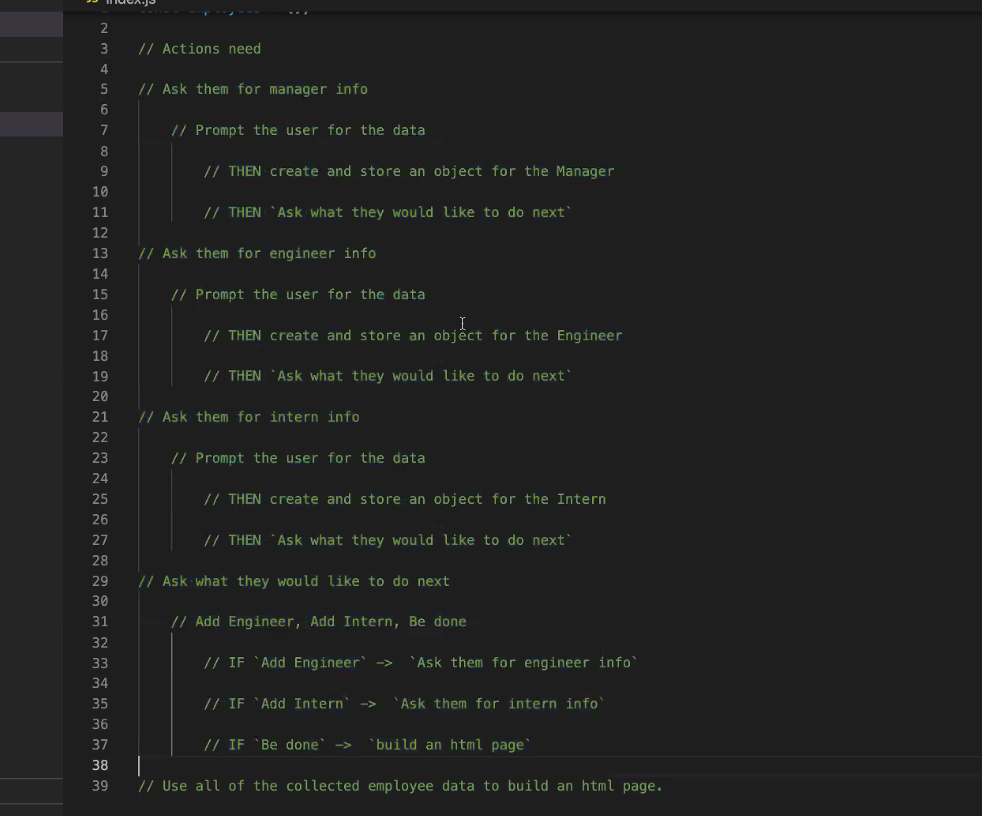 index.js
2
3 // Actions need
4
5 // Ask them for manager info
6
7 // Prompt the user for the data
8
9 // THEN create and store an object for the Manager
10
11 // THEN `Ask what they would like to do next`
12
13 // Ask them for engineer info
14
15 // Prompt the user for the data
16
17 // THEN create and store an object for the Engineer
18
19 // THEN `Ask what they would like to do next`
20
21 // Ask them for intern info
22
23 // Prompt the user for the data
24
25 // THEN create and store an object for the Intern
26
27 // THEN `Ask what they would like to do next`
28
29 // Ask what they would like to do next
30
31 // Add Engineer, Add Intern, Be done
32
33 // IF `Add Engineer` -> `Ask them for engineer info`
34
35 // IF `Add Intern` -> `Ask them for intern info`
36
37 // IF `Be done` -> `build an html page`
38
39 // Use all of the collected employee data to build an html page.